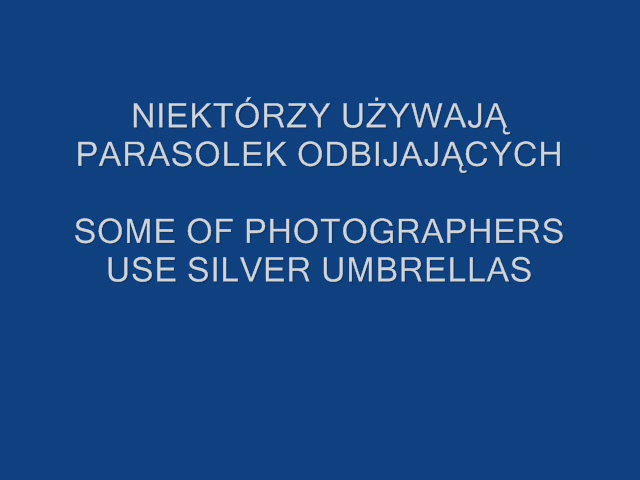 NIEKTÓRZY UŻYWAJĄ
PARASOLEK ODBIJAJĄCYCH
SOME OF PHOTOGRAPHERS
USE SILVER UMBRELLAS